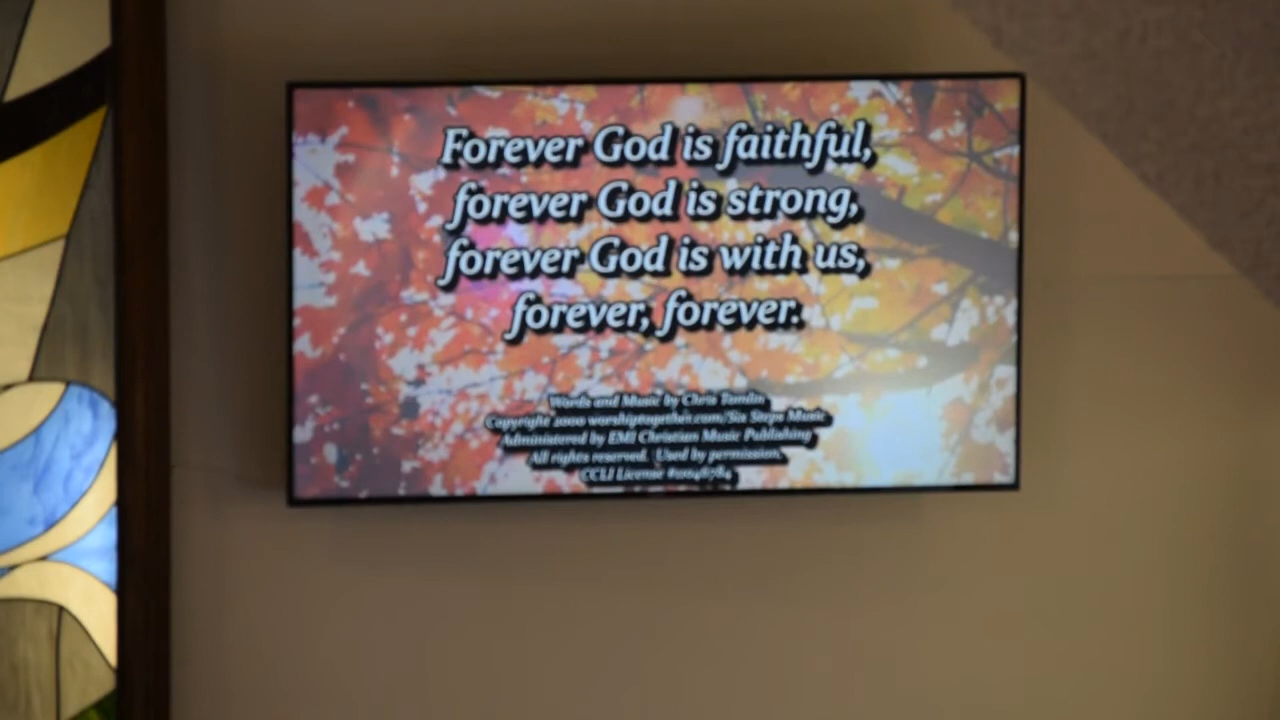 Forever God is faithful,
forever God is strong,
forever God is with us,
forever, forever.
Words and Music by Chris Tomlin
Copyright 2000 worshiptogether.com/Six Steps Music
Administered by EMI Christian Music Publishing
All rights reserved. Used by permission.
CCLI License